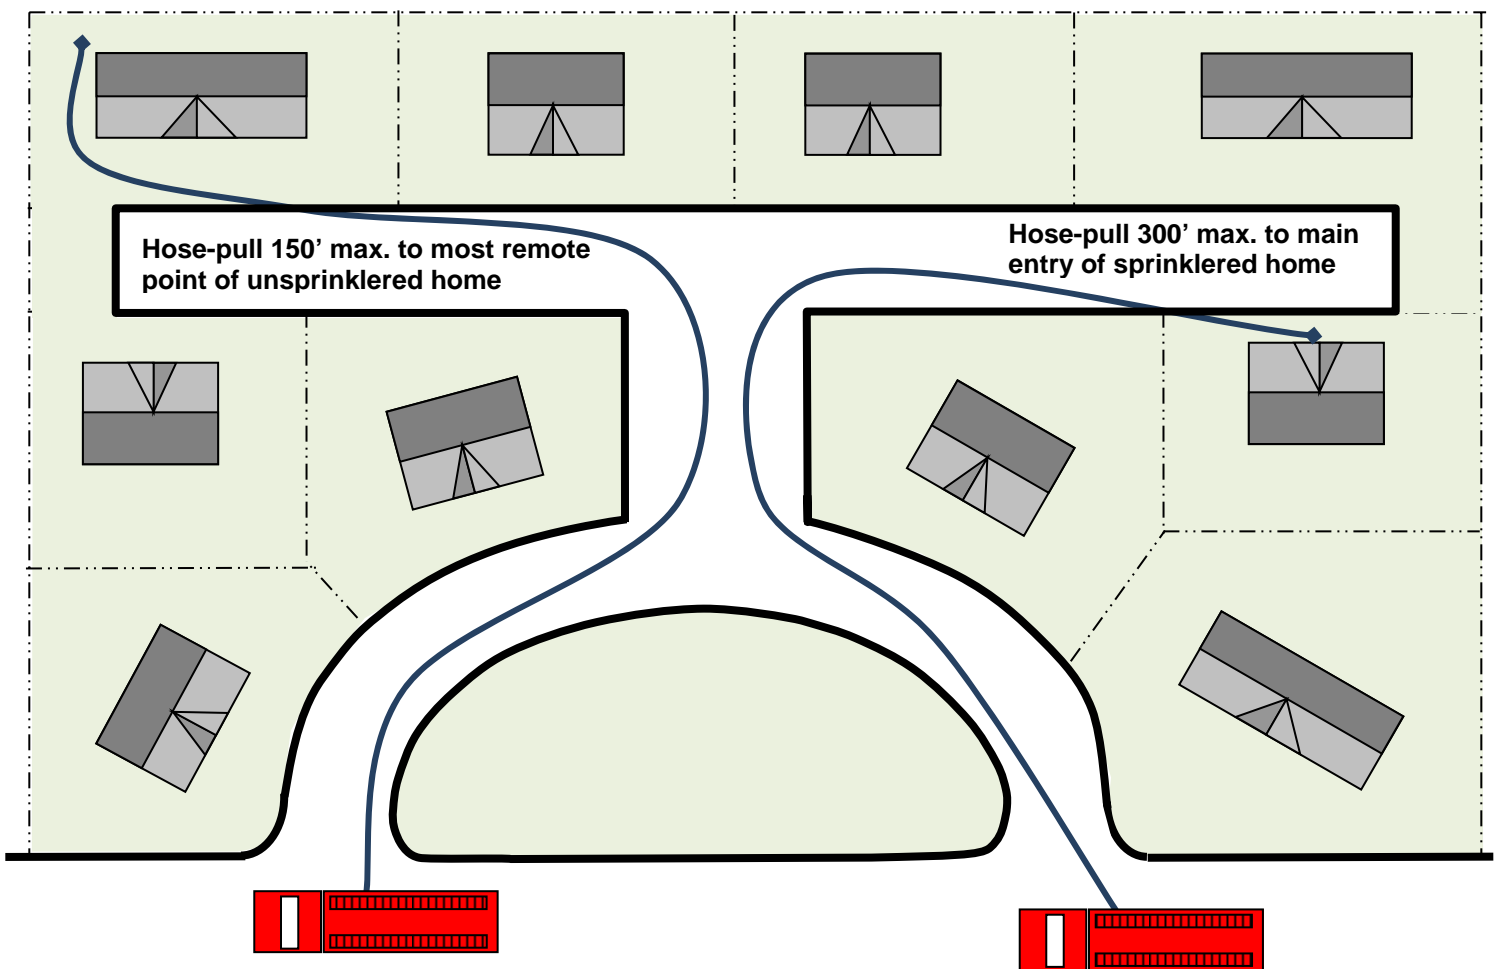 Hose-pull 150’ max. to most remote
point of unsprinklered home
Hose-pull 300’ max. to main
entry of sprinklered home